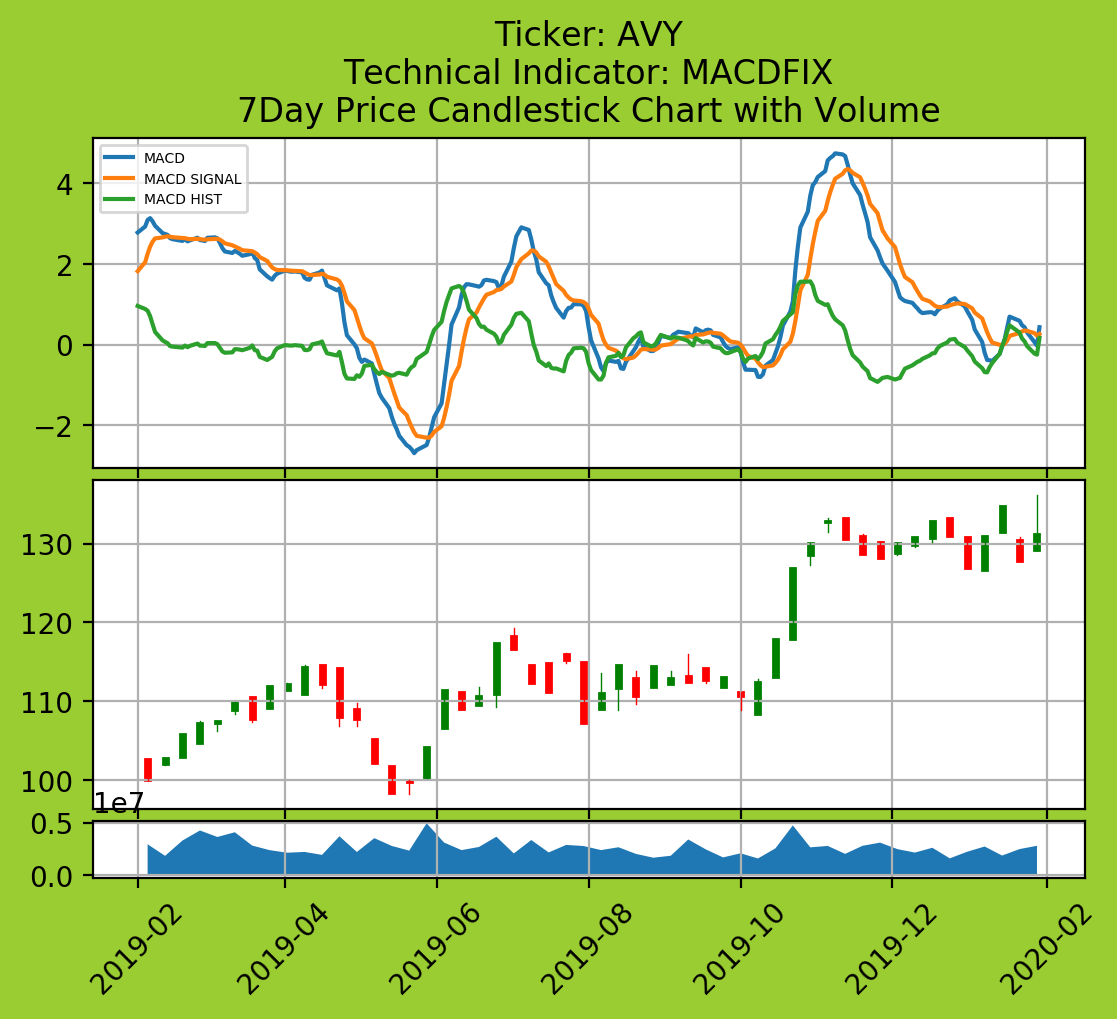 Ticker: AVY
Technical Indicator: MACDFIX
7Day Price Candlestick Chart with Volume
MACD
MACD SIGNAL
MACD HIST
4
2
0
−2
130
120
110
100
1e7
0.5
0.0
2019-02
2019-04
2019-06
2019-08
2019-10
2019-12
2020-02